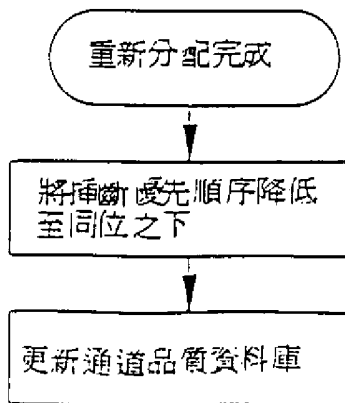 重新分配完成
將插斷優先順序降低
至同位之下
更新通道品質資料庫